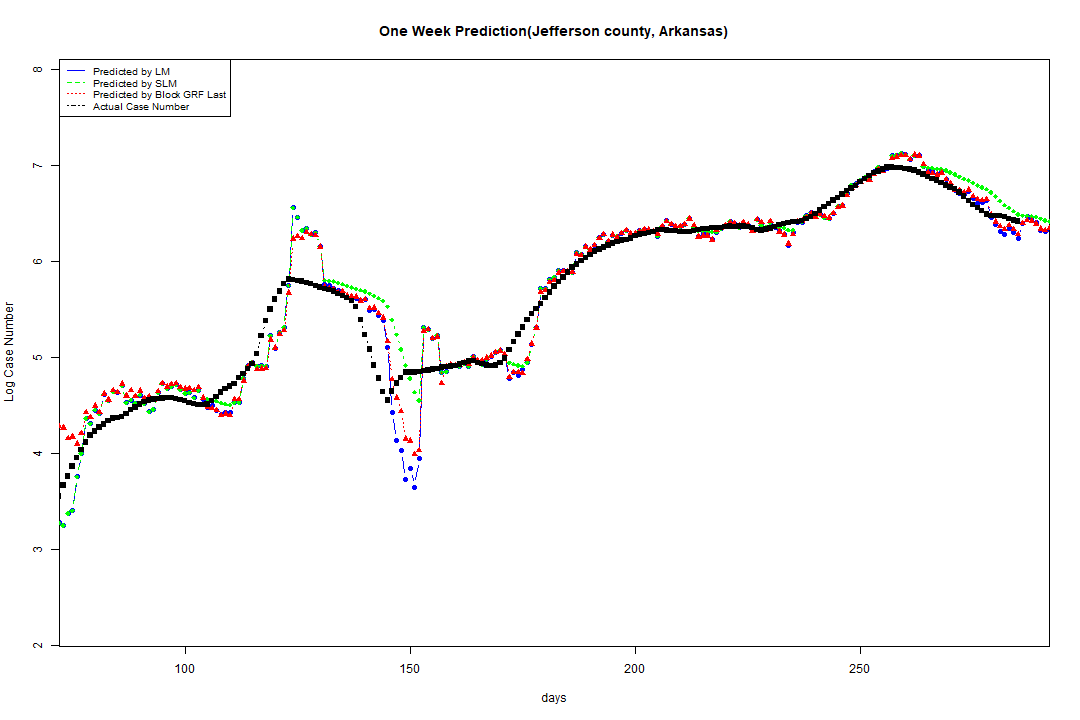 One Week Prediction(Jefferson county, Arkansas)
Predicted by LM
Predicted by SLM
Predicted by Block GRF Last
Actual Case Number
8
7
6
5
4
3
2
Log Case Number
100 150 200 250
days